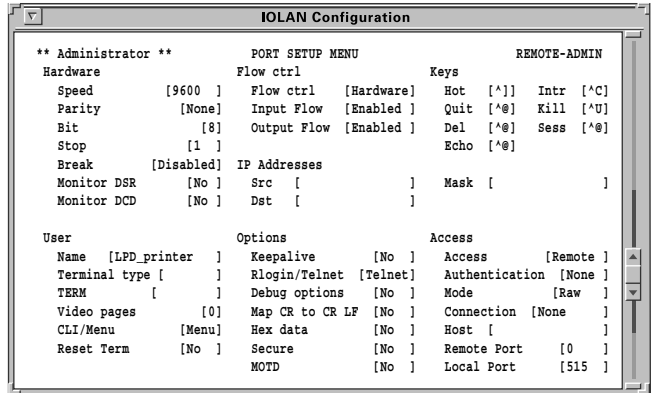 IOLAN Configuration
** Administrator ** PORT SETUP MENU REMOTE-ADMIN
Hardware Flow ctrl Keys
Speed [9600 ] Flow ctrl [Hardware] Hot [^]] Intr [^C]
Parity [None] Input Flow [Enabled ] Quit [^@] Kill [^U]
Bit [8] Output Flow [Enabled ] Del [^@] Sess [^@]
Stop [1 ] Echo [^@]
Break [Disabled] IP Addresses
Monitor DSR [No ] Src [ ] Mask [ ]
Monitor DCD [No ] Dst [ ]
User Options Access
Name [LPD_printer ] Keepalive [No ] Access [Remote ]
Terminal type [ ] Rlogin/Telnet [Telnet] Authentication [None ]
TERM [ ] Debug options [No ] Mode [Raw ]
Video pages [0] Map CR to CR LF [No ] Connection [None ]
CLI/Menu [Menu] Hex data [No ] Host [ ]
Reset Term [No ] Secure [No ] Remote Port [0 ]
MOTD [No ] Local Port [515 ]